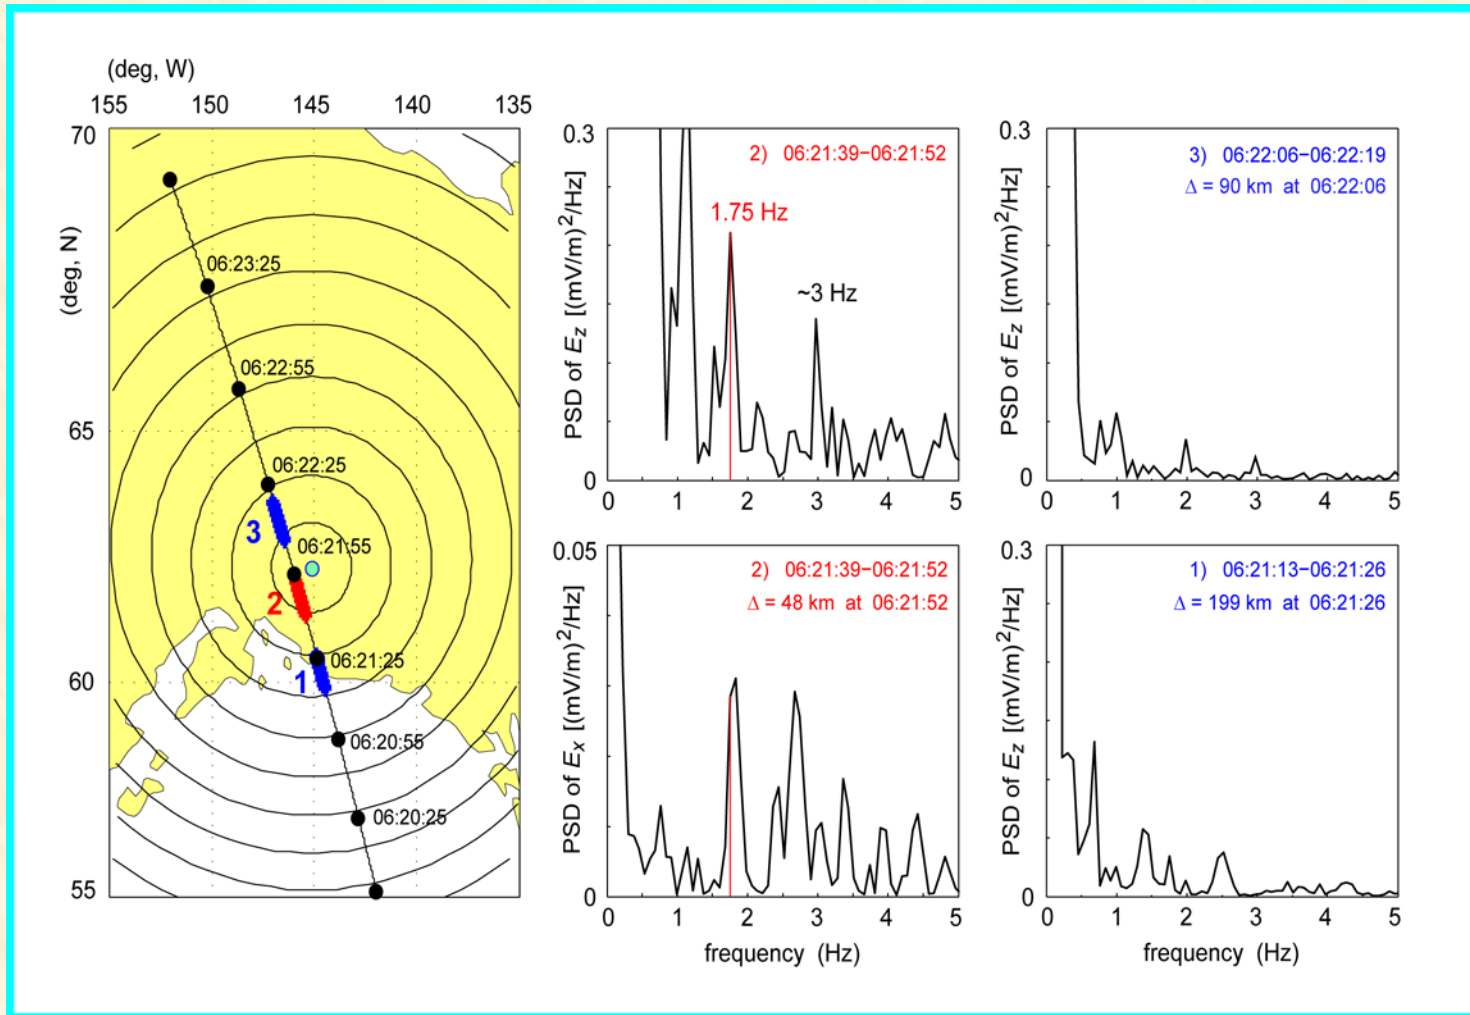 (deg, W)
155 150 145 140 135
70
65
60
55
(deg, N)
06:23:25
06:22:55
06:22:25
3
06:21:55
2
06:21:25
1
06:20:55
06:20:25
0.3
0
PSD of Ez [(mV/m)²/Hz]
2) 06:21:39−06:21:52
1.75 Hz
~3 Hz
0 1 2 3 4 5
0.3
0
PSD of Ez [(mV/m)²/Hz]
3) 06:22:06−06:22:19
Δ = 90 km at 06:22:06
0 1 2 3 4 5
0.05
0
PSD of Ex [(mV/m)²/Hz]
2) 06:21:39−06:21:52
Δ = 48 km at 06:21:52
0 1 2 3 4 5
frequency (Hz)
0.3
0
PSD of Ez [(mV/m)²/Hz]
1) 06:21:13−06:21:26
Δ = 199 km at 06:21:26
0 1 2 3 4 5
frequency (Hz)